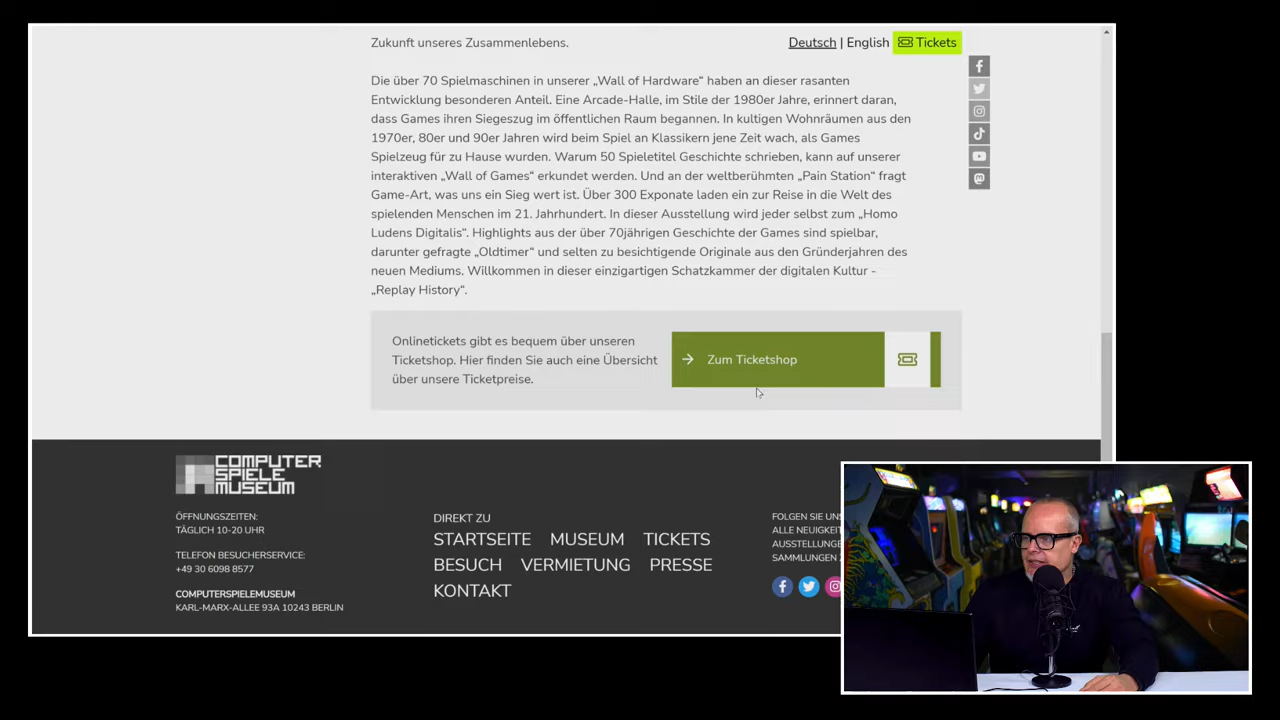 Zukunft unseres Zusammenlebens.
Deutsch | English Tickets
Die über 70 Spielmaschinen in unserer „Wall of Hardware“ haben an dieser rasanten
Entwicklung besonderen Anteil. Eine Arcade-Halle, im Stile der 1980er Jahre, erinnert daran,
dass Games ihren Siegeszug im öffentlichen Raum begannen. In kultigen Wohnräumen aus den
1970er, 80er und 90er Jahren wird beim Spiel an Klassikern jene Zeit wach, als Games
Spielzeug für zu Hause wurden. Warum 50 Spieletitel Geschichte schrieben, kann auf unserer
interaktiven „Wall of Games“ erkundet werden. Und an der weltberühmten „Pain Station“ fragt
Game-Art, was uns ein Sieg wert ist. Über 300 Exponate laden ein zur Reise in die Welt des
spielenden Menschen im 21. Jahrhundert. In dieser Ausstellung wird jeder selbst zum „Homo
Ludens Digitalis“. Highlights aus der über 70jährigen Geschichte der Games sind spielbar,
darunter gefragte „Oldtimer“ und selten zu besichtigende Originale aus den Gründerjahren des
neuen Mediums. Willkommen in dieser einzigartigen Schatzkammer der digitalen Kultur -
„Replay History“.
Onlinetickets gibt es bequem über unseren
Ticketshop. Hier finden Sie auch eine Übersicht
über unsere Ticketpreise.
Zum Ticketshop
COMPUTER
SPIELE
MUSEUM
ÖFFNUNGSZEITEN:
TÄGLICH 10-20 UHR
TELEFON BESUCHERSERVICE:
+49 30 6098 8577
COMPUTERSPIELEMUSEUM
KARL-MARX-ALLEE 93A 10243 BERLIN
DIREKT ZU
STARTSEITE MUSEUM TICKETS
BESUCH VERMIETUNG PRESSE
KONTAKT
FOLGEN SIE UNS
ALLE NEUIGKEIT
AUSSTELLUNGE
SAMMLUNGEN